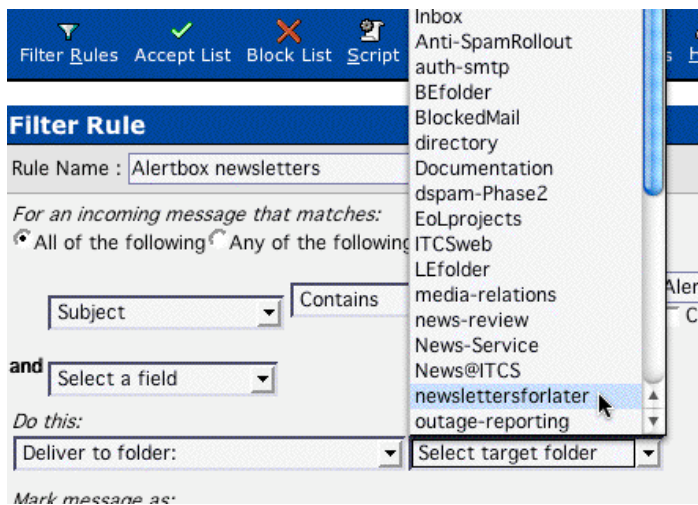 Filter Rules Accept List Block List Script
Filter Rule
Rule Name : Alertbox newsletters
For an incoming message that matches:
All of the following Any of the following
Subject Contains
and Select a field
Do this:
Deliver to folder: Select target folder
Mark message as:
Inbox
Anti-SpamRollout
auth-smtp
BEfolder
BlockedMail
directory
Documentation
dspam-Phase2
EoLprojects
ITCSweb
LEfolder
media-relations
news-review
News-Service
News@ITCS
newslettersforlater
outage-reporting